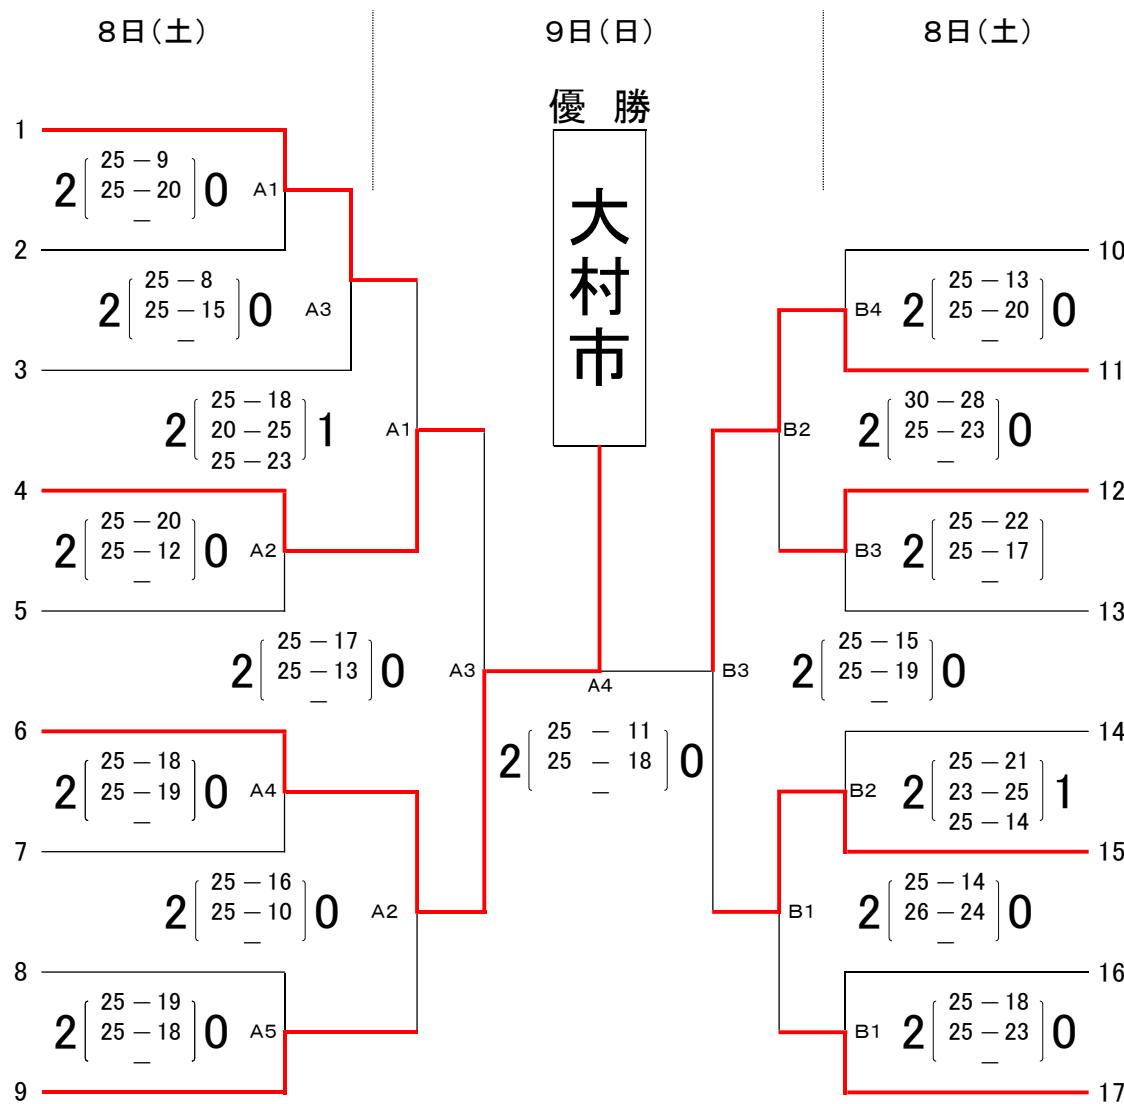 8日(土)
9日(日)
8日(土)
優 勝
大村市
1
25 － 9
2 25 － 20 0 A1
－
2
10
25 － 8
2 25 － 15 0 A3
－
25 － 13
B4 2 25 － 20 0
－
3
11
25 － 18
2 20 － 25 1 A1
25 － 23
30 － 28
B2 2 25 － 23 0
－
4
12
25 － 20
2 25 － 12 0 A2
－
25 － 22
B3 2 25 － 17
－
5
13
25 － 17
2 25 － 13 0 A3
－
A4
25 － 15
B3 2 25 － 19 0
－
25 － 11
2 25 － 18 0
－
6
14
25 － 18
2 25 － 19 0 A4
－
25 － 21
B2 2 23 － 25 1
25 － 14
7
15
25 － 16
2 25 － 10 0 A2
－
25 － 14
B1 2 26 － 24 0
－
8
16
25 － 19
2 25 － 18 0 A5
－
25 － 18
B1 2 25 － 23 0
－
9
17